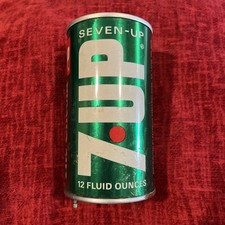 SEVEN-UP
®
7UP
12 FLUID OUNCES